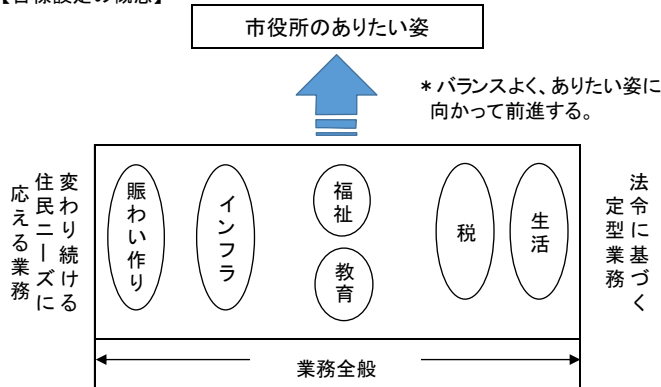 【目標設定の概念】
市役所のありたい姿
＊バランスよく、ありたい姿に
向かって前進する。
変わり続ける
住民ニーズに
応える業務
賑わい作り
インフラ
福祉
教育
税
生活
法令に基づく
定型業務
業務全般